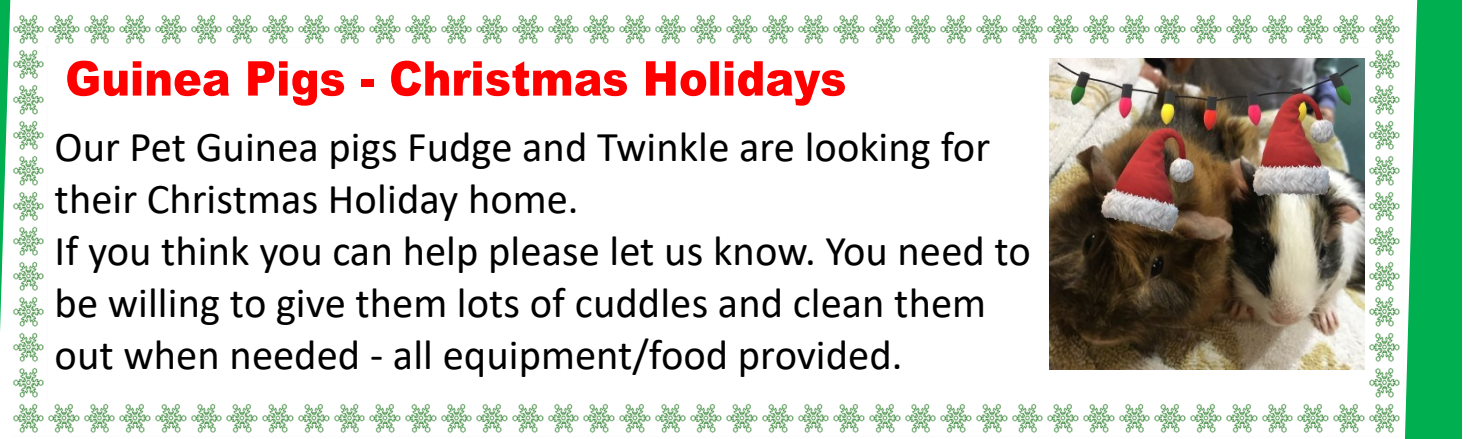 Guinea Pigs - Christmas Holidays
Our Pet Guinea pigs Fudge and Twinkle are looking for
their Christmas Holiday home.
If you think you can help please let us know. You need to
be willing to give them lots of cuddles and clean them
out when needed - all equipment/food provided.